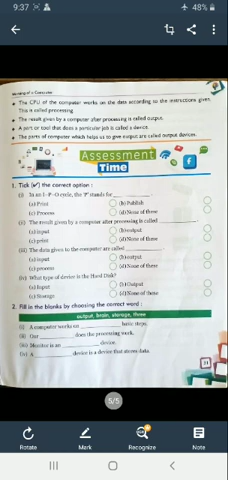 9:37
48%
Working of a Computer
• The CPU of the computer works on the data according to the instructions given.
This is called processing.
• The result given by a computer after processing is called output.
• A part or tool that does a particular job is called a device.
• The parts of computer which helps us to give output are called output devices.
Assessment
Time
1. Tick [✔] the correct option :
(i) In an I-P-O cycle, the 'P' stands for
(a) Print
(b) Publish
(c) Process
(d) None of these
(ii) The result given by a computer after processing is called
(a) input
(b) output
(c) print
(d) None of these
(iii) The data given to the computer are called
(a) input
(b) output
(c) process
(d) None of these
(iv) What type of device is the Hard Disk?
(a) Input
(b) Output
(c) Storage
(d) None of these
2. Fill in the blanks by choosing the correct word :
output, brain, storage, three
(i) A computer works on ______ basic steps.
(ii) Our ______ does the processing work.
(iii) Monitor is an ______ device.
(iv) A ______ device is a device that stores data.
5/5
Rotate
Mark
Recognize
Note